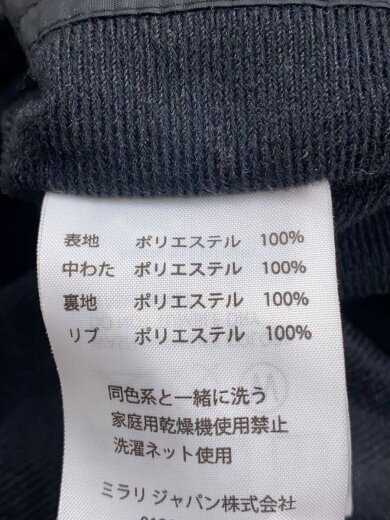 表地 ポリエステル 100%
中わた ポリエステル 100%
裏地 ポリエステル 100%
リブ ポリエステル 100%
同色系と一緒に洗う
家庭用乾燥機使用禁止
洗濯ネット使用
ミラリ ジャパン株式会社